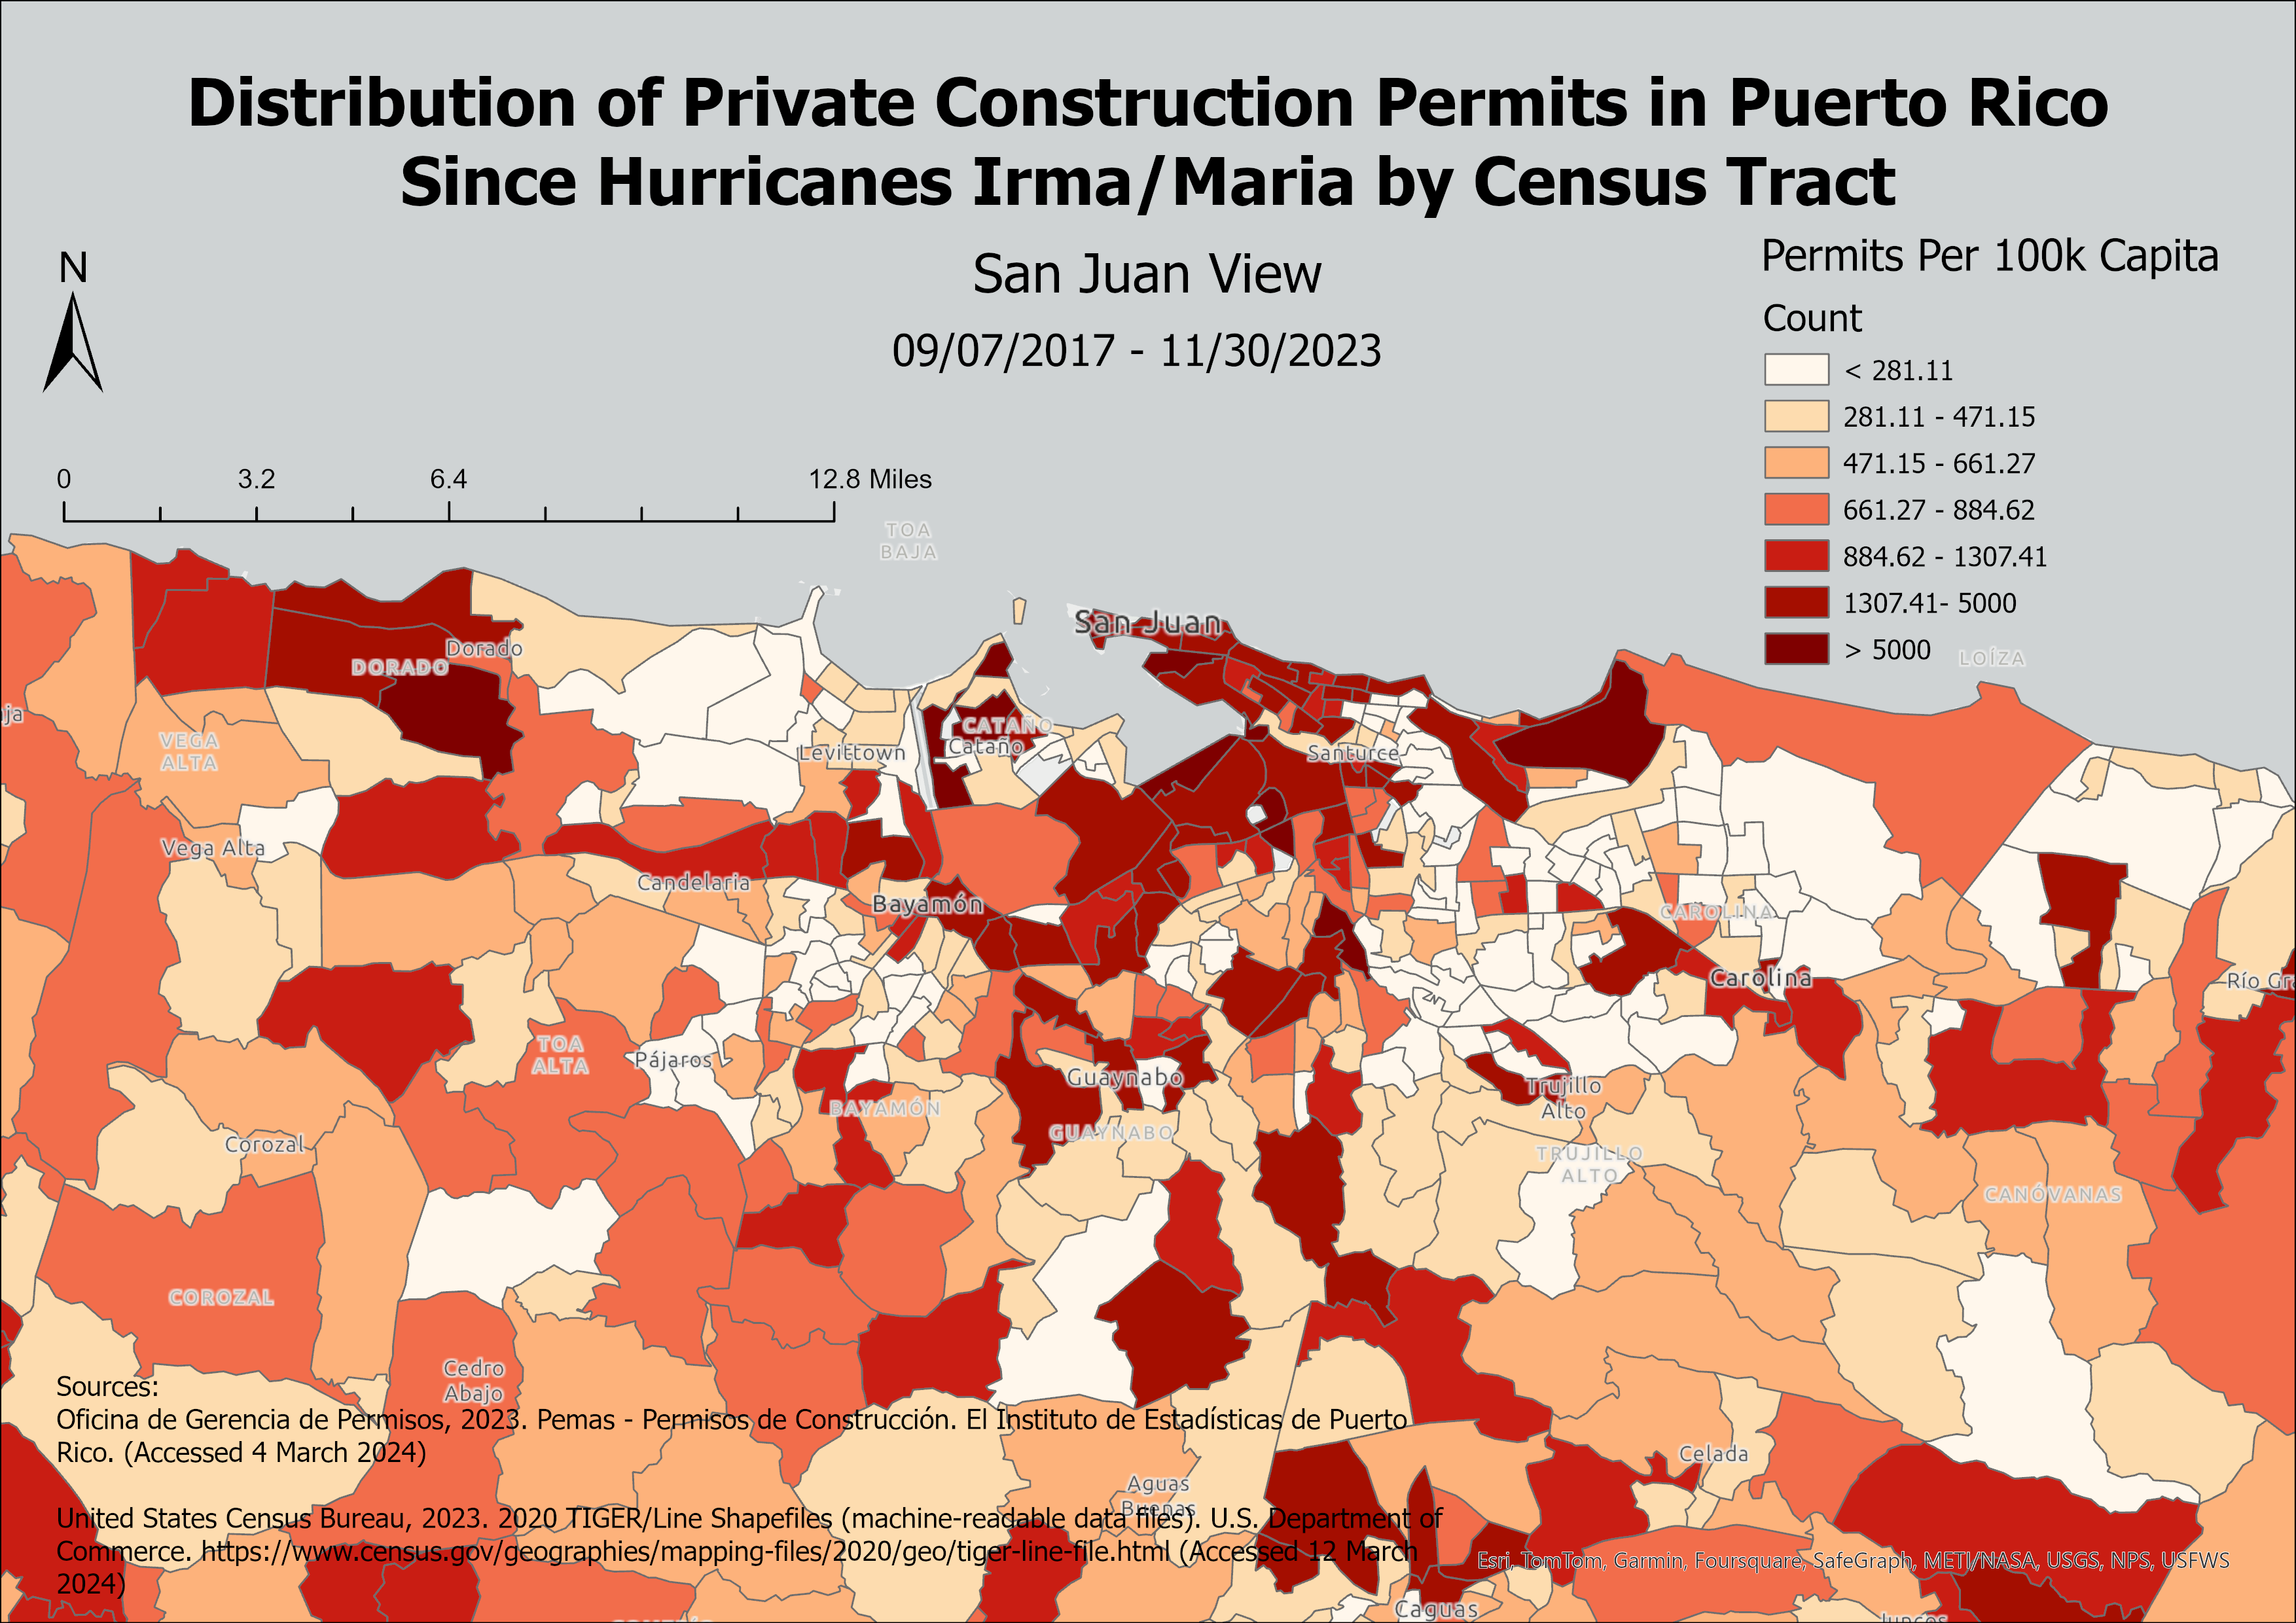 Distribution of Private Construction Permits in Puerto Rico
Since Hurricanes Irma/Maria by Census Tract
San Juan View
09/07/2017 - 11/30/2023
N
Permits Per 100k Capita
Count
< 281.11
281.11 - 471.15
471.15 - 661.27
661.27 - 884.62
884.62 - 1307.41
1307.41- 5000
> 5000
0 3.2 6.4 12.8 Miles
TOA
BAJA
San Juan
LOÍZA
Dorado
DORADO
aja
VEGA
ALTA
CATAÑO
Cataño
Levittown
Santurce
Vega Alta
Candelaria
Bayamón
CAROLINA
Carolina
Río Gra
TOA
ALTA
Pájaros
Guaynabo
Trujillo
Alto
BAYAMÓN
GUAYNABO
Corozal
TRUJILLO
ALTO
CANÓVANAS
COROZAL
Cedro
Abajo
Celada
Aguas
Buenas
Caguas
Juncos
Sources:
Oficina de Gerencia de Permisos, 2023. Pemas - Permisos de Construcción. El Instituto de Estadísticas de Puerto
Rico. (Accessed 4 March 2024)
United States Census Bureau, 2023. 2020 TIGER/Line Shapefiles (machine-readable data files). U.S. Department of
Commerce. https://www.census.gov/geographies/mapping-files/2020/geo/tiger-line-file.html (Accessed 12 March
2024)
Esri, TomTom, Garmin, Foursquare, SafeGraph, METI/NASA, USGS, NPS, USFWS